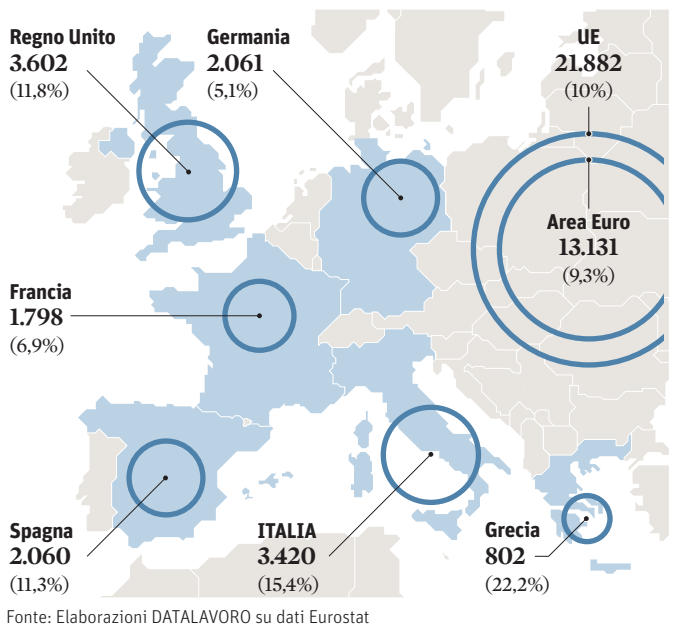 Regno Unito
3.602
(11,8%)
Germania
2.061
(5,1%)
UE
21.882
(10%)
Area Euro
13.131
(9,3%)
Francia
1.798
(6,9%)
Spagna
2.060
(11,3%)
ITALIA
3.420
(15,4%)
Grecia
802
(22,2%)
Fonte: Elaborazioni DATALAVORO su dati Eurostat